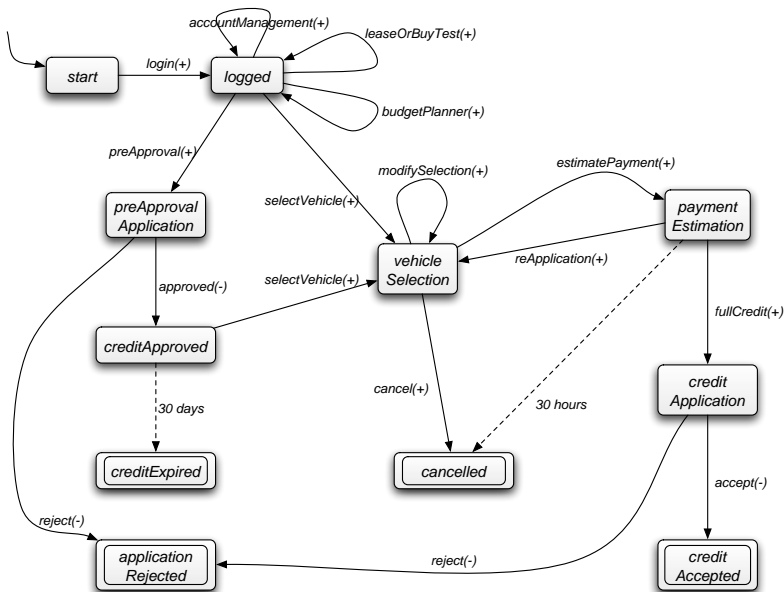 accountManagement(+)
leaseOrBuyTest(+)
login(+)
start
logged
budgetPlanner(+)
preApproval(+)
modifySelection(+)
estimatePayment(+)
selectVehicle(+)
preApproval
Application
payment
Estimation
vehicle
Selection
reApplication(+)
selectVehicle(+)
approved(-)
fullCredit(+)
creditApproved
cancel(+)
credit
Application
30 days
30 hours
creditExpired
cancelled
accept(-)
reject(-)
application
Rejected
reject(-)
credit
Accepted